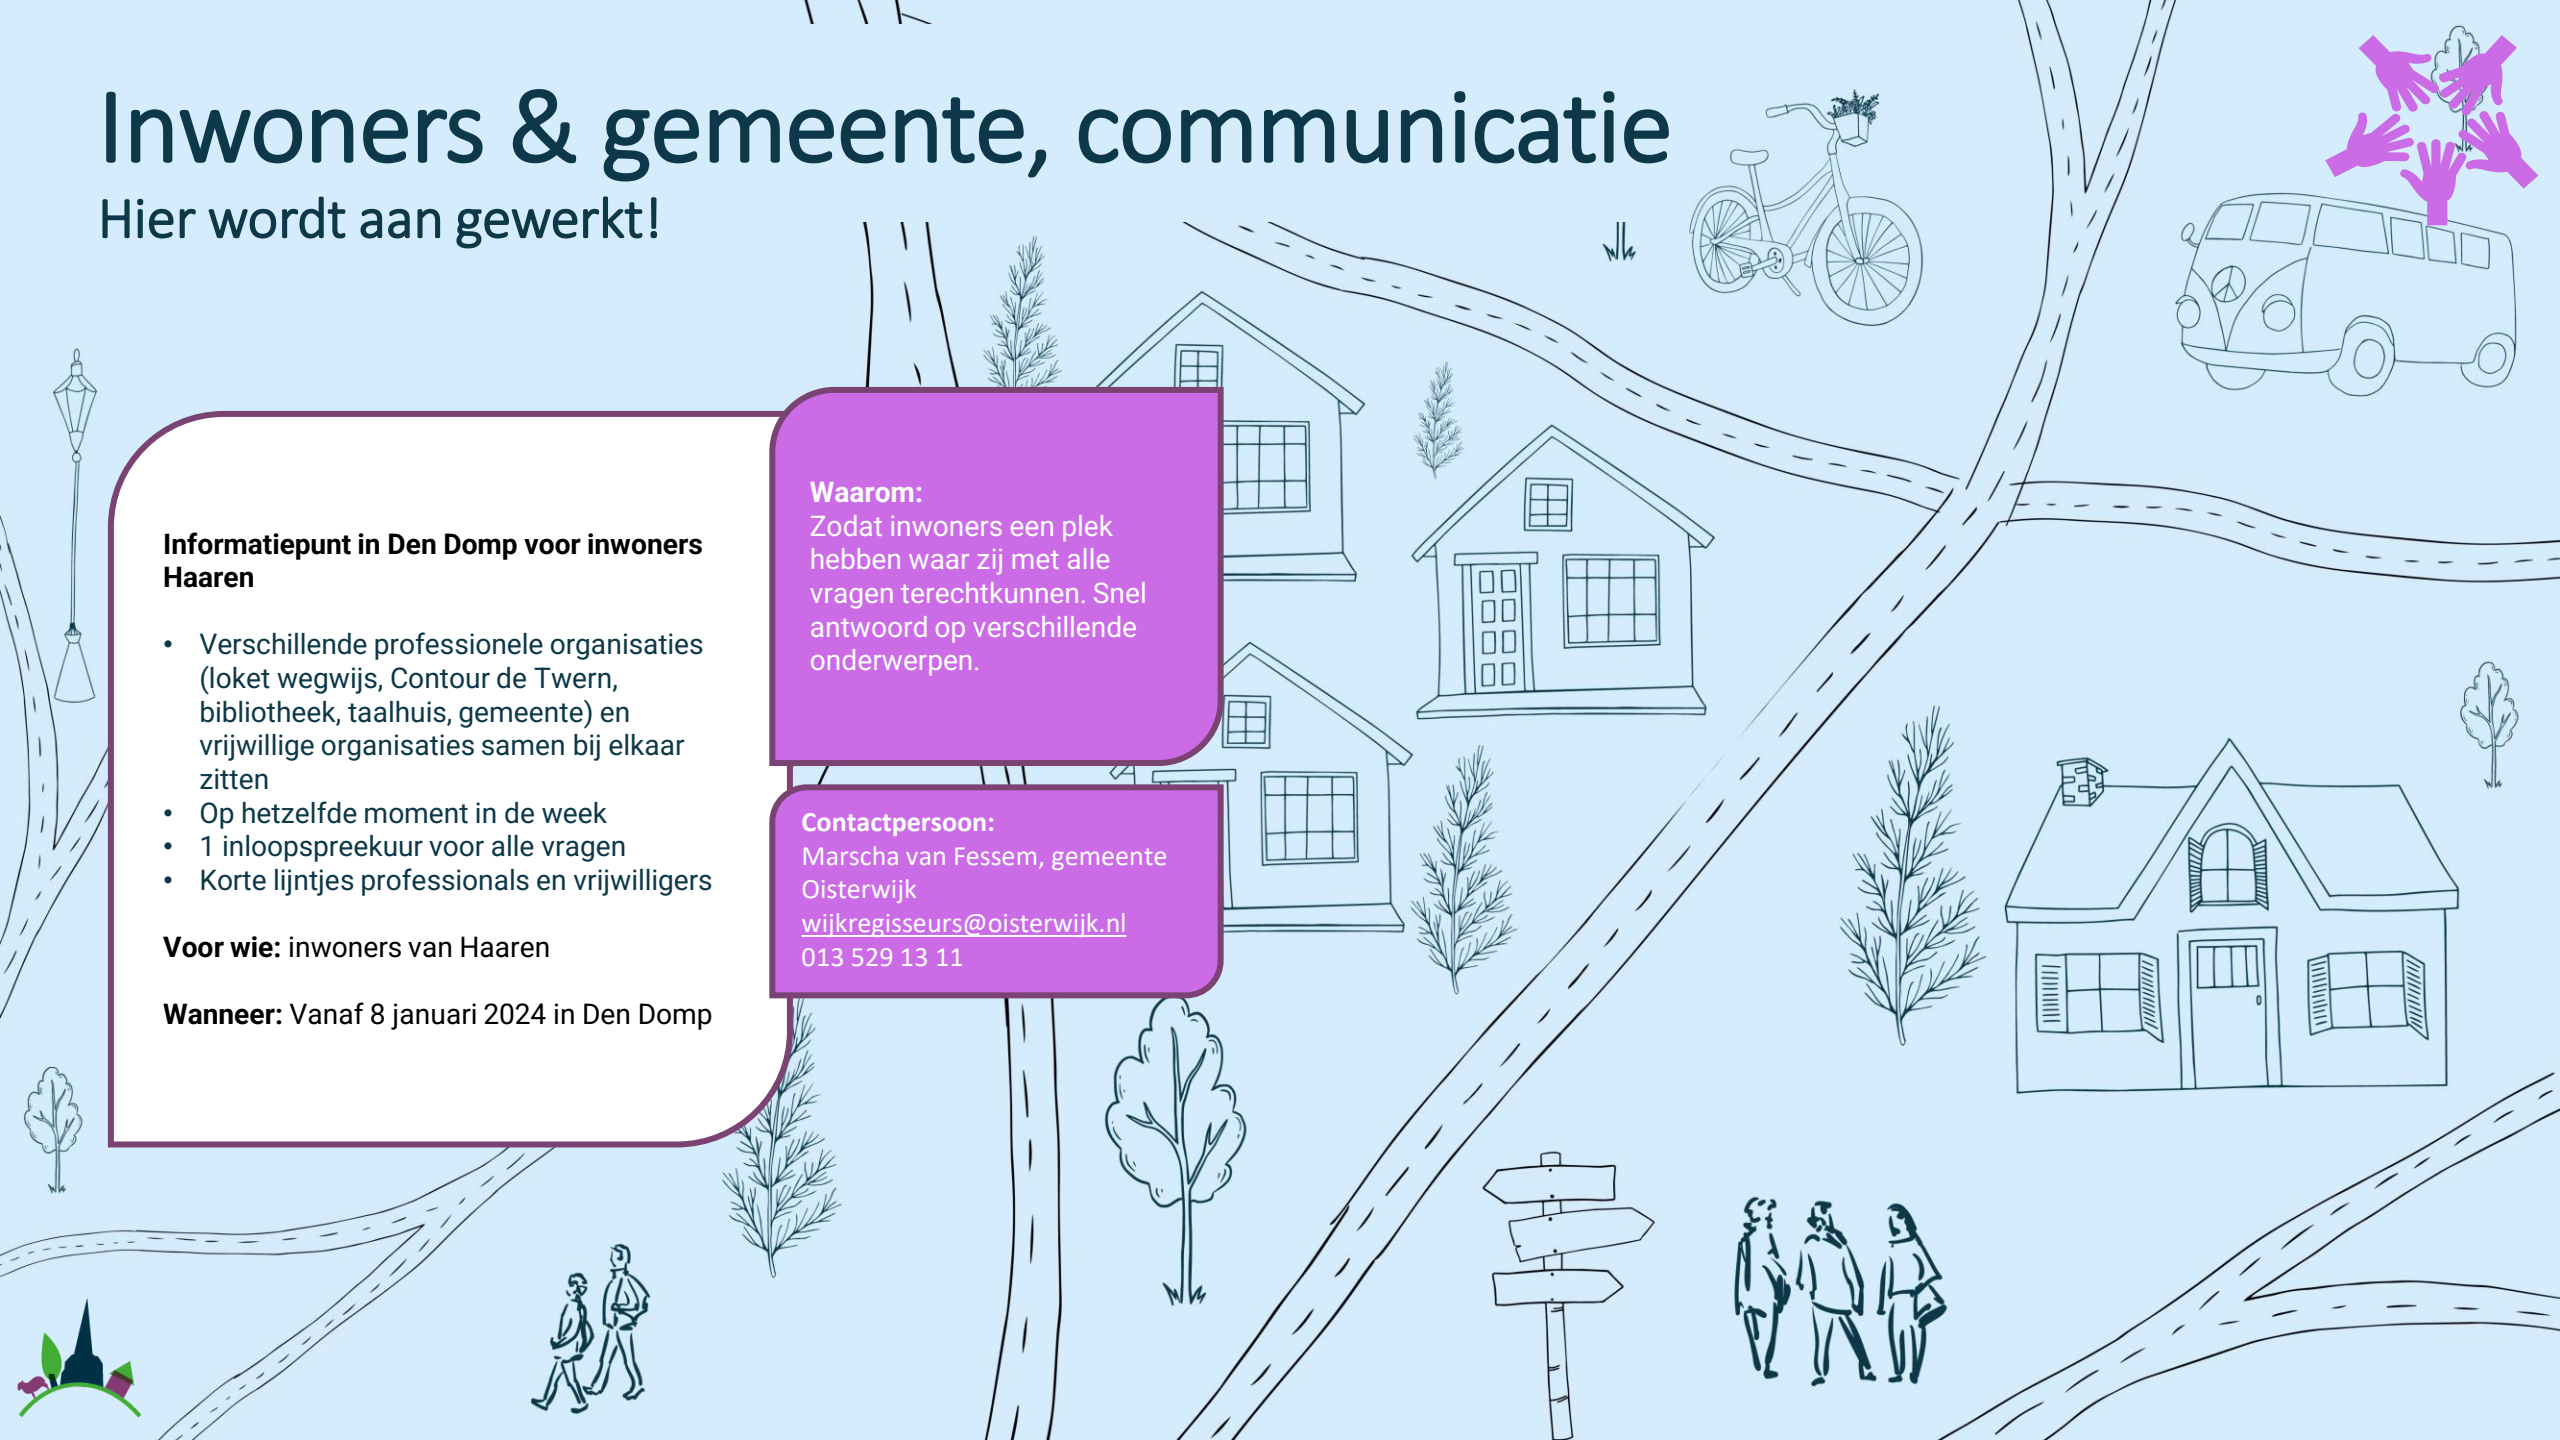 Inwoners & gemeente, communicatie
Hier wordt aan gewerkt!
Informatiepunt in Den Domp voor inwoners
Haaren
• Verschillende professionele organisaties
(loket wegwijs, Contour de Twern,
bibliotheek, taalhuis, gemeente) en
vrijwillige organisaties samen bij elkaar
zitten
• Op hetzelfde moment in de week
• 1 inloopspreekuur voor alle vragen
• Korte lijntjes professionals en vrijwilligers
Voor wie: inwoners van Haaren
Wanneer: Vanaf 8 januari 2024 in Den Domp
Waarom:
Zodat inwoners een plek
hebben waar zij met alle
vragen terechtkunnen. Snel
antwoord op verschillende
onderwerpen.
Contactpersoon:
Marscha van Fessem, gemeente
Oisterwijk
wijkregisseurs@oisterwijk.nl
013 529 13 11